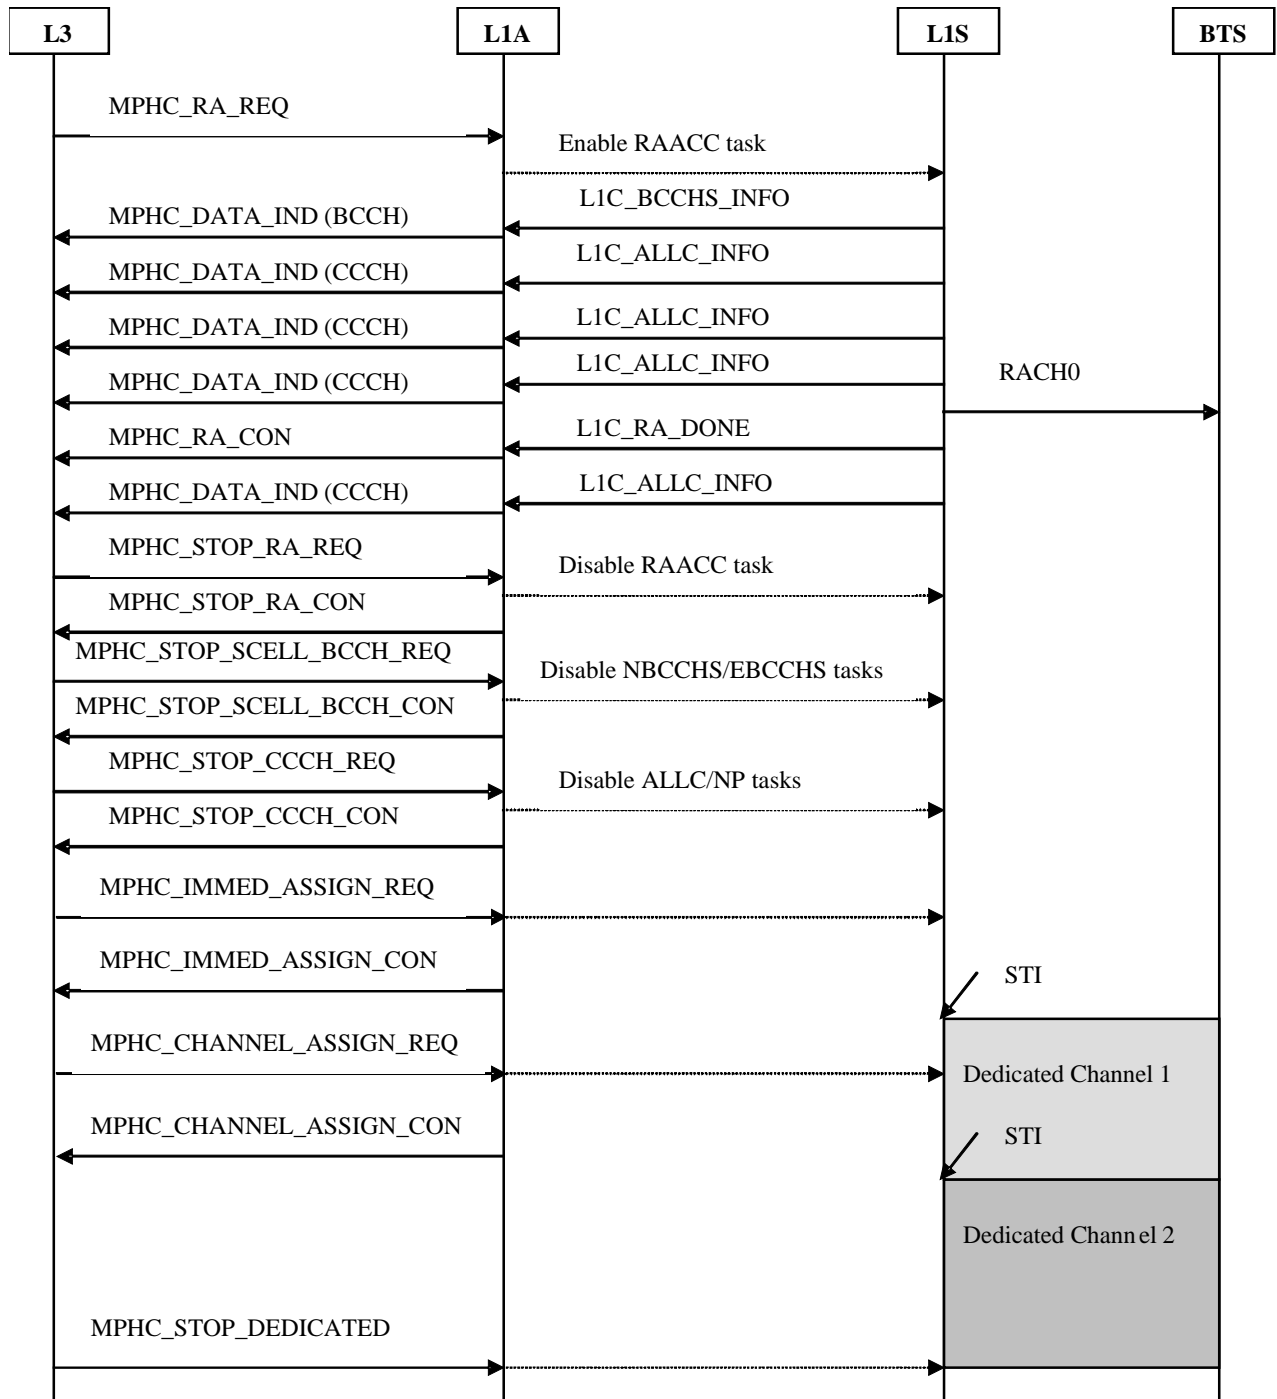 L3 L1A L1S BTS
MPHC_RA_REQ
Enable RAACC task
L1C_BCCHS_INFO
MPHC_DATA_IND (BCCH)
L1C_ALLC_INFO
MPHC_DATA_IND (CCCH)
L1C_ALLC_INFO
MPHC_DATA_IND (CCCH)
L1C_ALLC_INFO
RACH0
MPHC_DATA_IND (CCCH)
L1C_RA_DONE
MPHC_RA_CON
L1C_ALLC_INFO
MPHC_DATA_IND (CCCH)
MPHC_STOP_RA_REQ
Disable RAACC task
MPHC_STOP_RA_CON
MPHC_STOP_SCELL_BCCH_REQ
Disable NBCCHS/EBCCHS tasks
MPHC_STOP_SCELL_BCCH_CON
MPHC_STOP_CCCH_REQ
Disable ALLC/NP tasks
MPHC_STOP_CCCH_CON
MPHC_IMMED_ASSIGN_REQ
MPHC_IMMED_ASSIGN_CON
STI
MPHC_CHANNEL_ASSIGN_REQ
Dedicated Channel 1
MPHC_CHANNEL_ASSIGN_CON
STI
Dedicated Channel 2
MPHC_STOP_DEDICATED